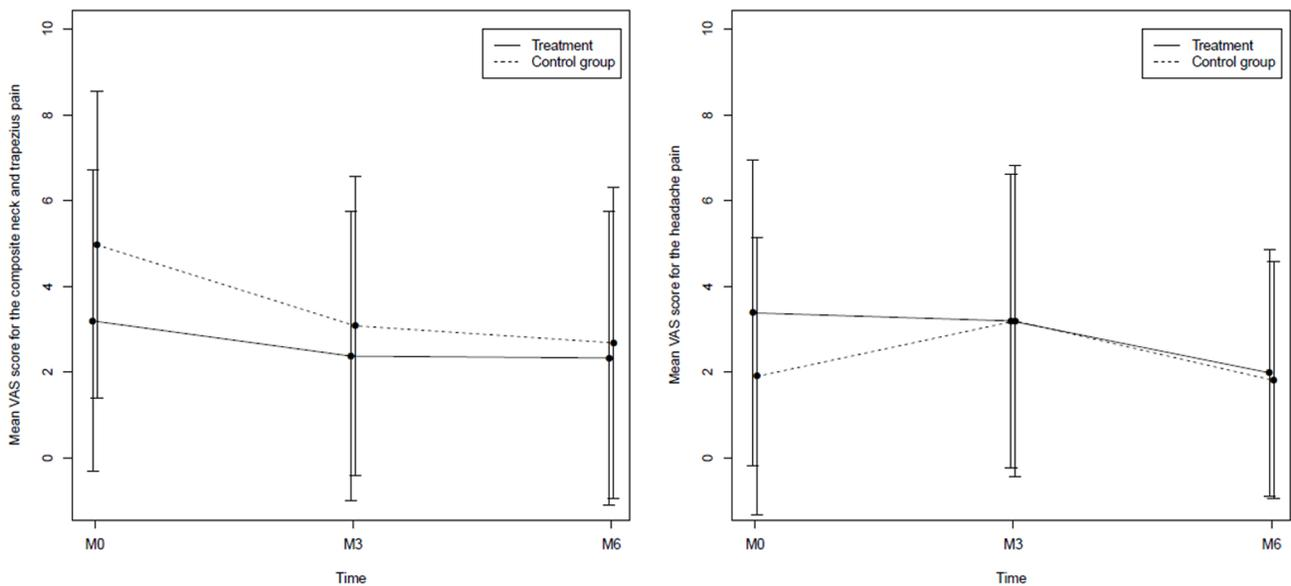 Mean VAS score for the composite neck and trapezius pain
10
8
6
4
2
0
Treatment
Control group
M0
M3
M6
Time
Mean VAS score for the headache pain
10
8
6
4
2
0
Treatment
Control group
M0
M3
M6
Time